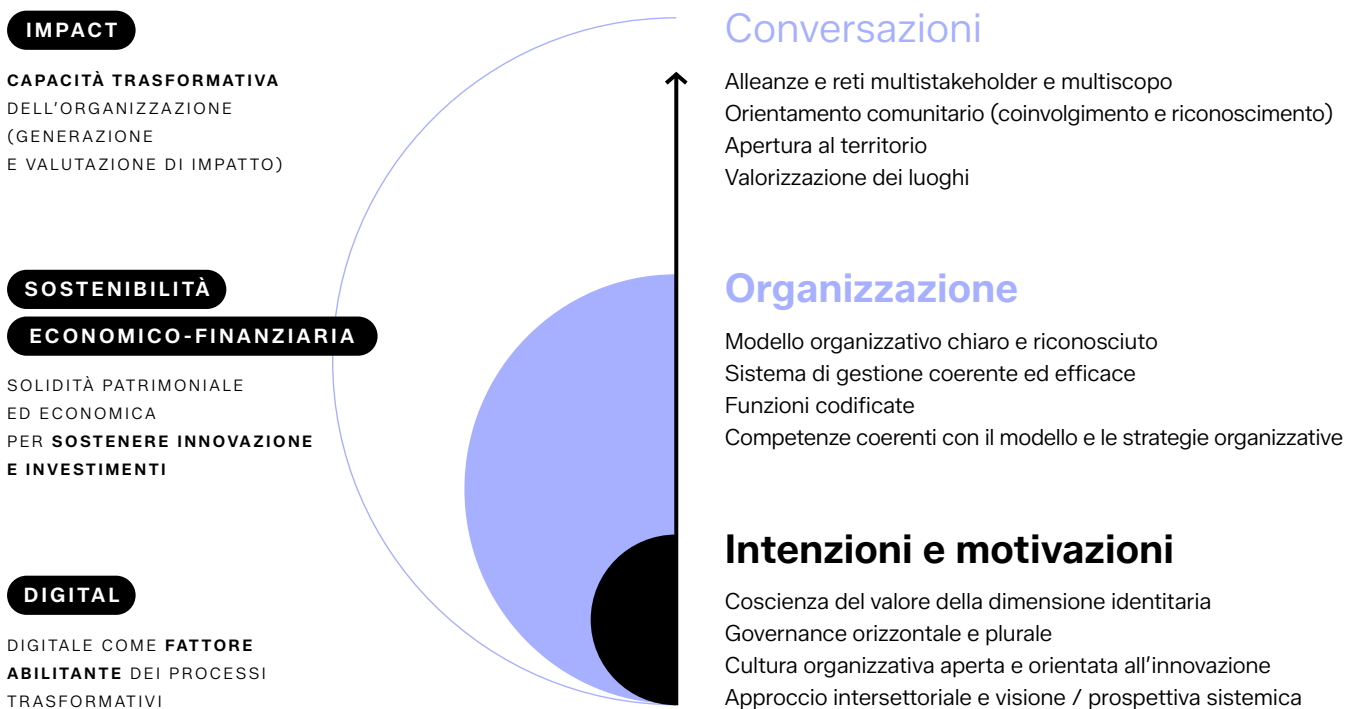 IMPACT
CAPACITÀ TRASFORMATIVA
DELL'ORGANIZZAZIONE
(GENERAZIONE
E VALUTAZIONE DI IMPATTO)
SOSTENIBILITÀ
ECONOMICO-FINANZIARIA
SOLIDITÀ PATRIMONIALE
ED ECONOMICA
PER SOSTENERE INNOVAZIONE
E INVESTIMENTI
DIGITAL
DIGITALE COME FATTORE
ABILITANTE DEI PROCESSI
TRASFORMATIVI
Conversazioni
Alleanze e reti multistakeholder e multiscopo
Orientamento comunitario (coinvolgimento e riconoscimento)
Apertura al territorio
Valorizzazione dei luoghi
Organizzazione
Modello organizzativo chiaro e riconosciuto
Sistema di gestione coerente ed efficace
Funzioni codificate
Competenze coerenti con il modello e le strategie organizzative
Intenzioni e motivazioni
Coscienza del valore della dimensione identitaria
Governance orizzontale e plurale
Cultura organizzativa aperta e orientata all'innovazione
Approccio intersettoriale e visione / prospettiva sistemica